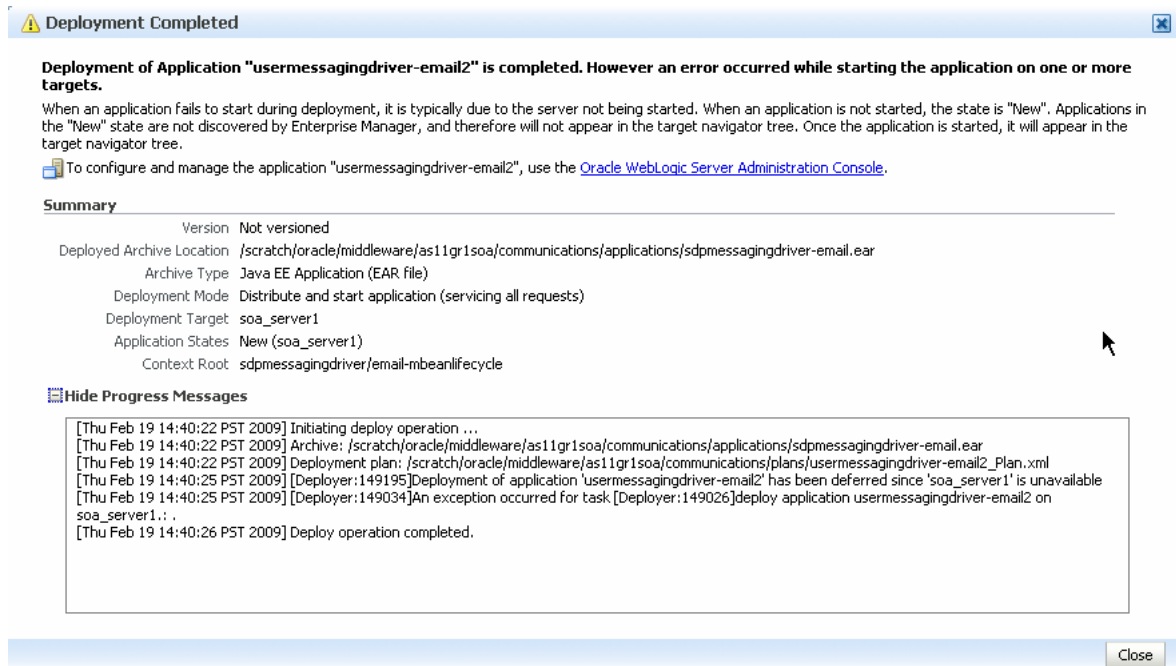 Deployment Completed
Deployment of Application "usermessagingdriver-email2" is completed. However an error occurred while starting the application on one or more
targets.
When an application fails to start during deployment, it is typically due to the server not being started. When an application is not started, the state is "New". Applications in
the "New" state are not discovered by Enterprise Manager, and therefore will not appear in the target navigator tree. Once the application is started, it will appear in the
target navigator tree.
To configure and manage the application "usermessagingdriver-email2", use the Oracle WebLogic Server Administration Console.
Summary
Version Not versioned
Deployed Archive Location /scratch/oracle/middleware/as11gr1soa/communications/applications/sdpmessagingdriver-email.ear
Archive Type Java EE Application (EAR file)
Deployment Mode Distribute and start application (servicing all requests)
Deployment Target soa_server1
Application States New (soa_server1)
Context Root sdpmessagingdriver/email-mbeanlifecycle
Hide Progress Messages
[Thu Feb 19 14:40:22 PST 2009] Initiating deploy operation ...
[Thu Feb 19 14:40:22 PST 2009] Archive: /scratch/oracle/middleware/as11gr1soa/communications/applications/sdpmessagingdriver-email.ear
[Thu Feb 19 14:40:22 PST 2009] Deployment plan: /scratch/oracle/middleware/as11gr1soa/communications/plans/usermessagingdriver-email2_Plan.xml
[Thu Feb 19 14:40:25 PST 2009] [Deployer:149195]Deployment of application 'usermessagingdriver-email2' has been deferred since 'soa_server1' is unavailable
[Thu Feb 19 14:40:25 PST 2009] [Deployer:149034]An exception occurred for task [Deployer:149026]deploy application usermessagingdriver-email2 on
soa_server1.: .
[Thu Feb 19 14:40:26 PST 2009] Deploy operation completed.
Close